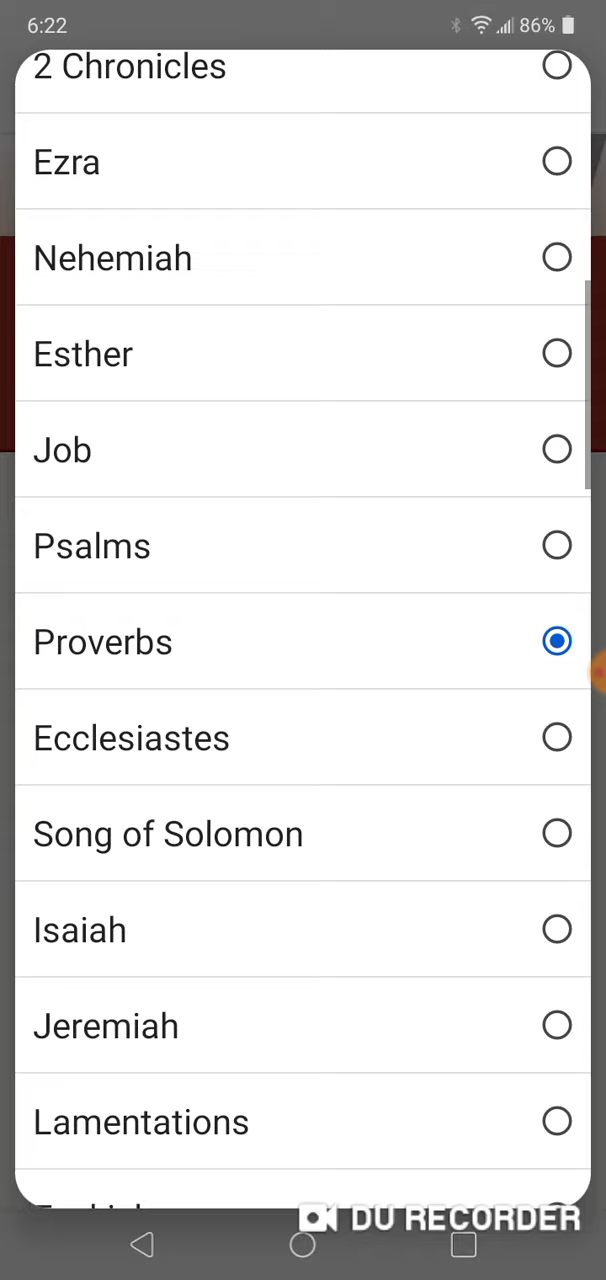 6:22
86%
2 Chronicles
Ezra
Nehemiah
Esther
Job
Psalms
Proverbs
Ecclesiastes
Song of Solomon
Isaiah
Jeremiah
Lamentations
DU RECORDER